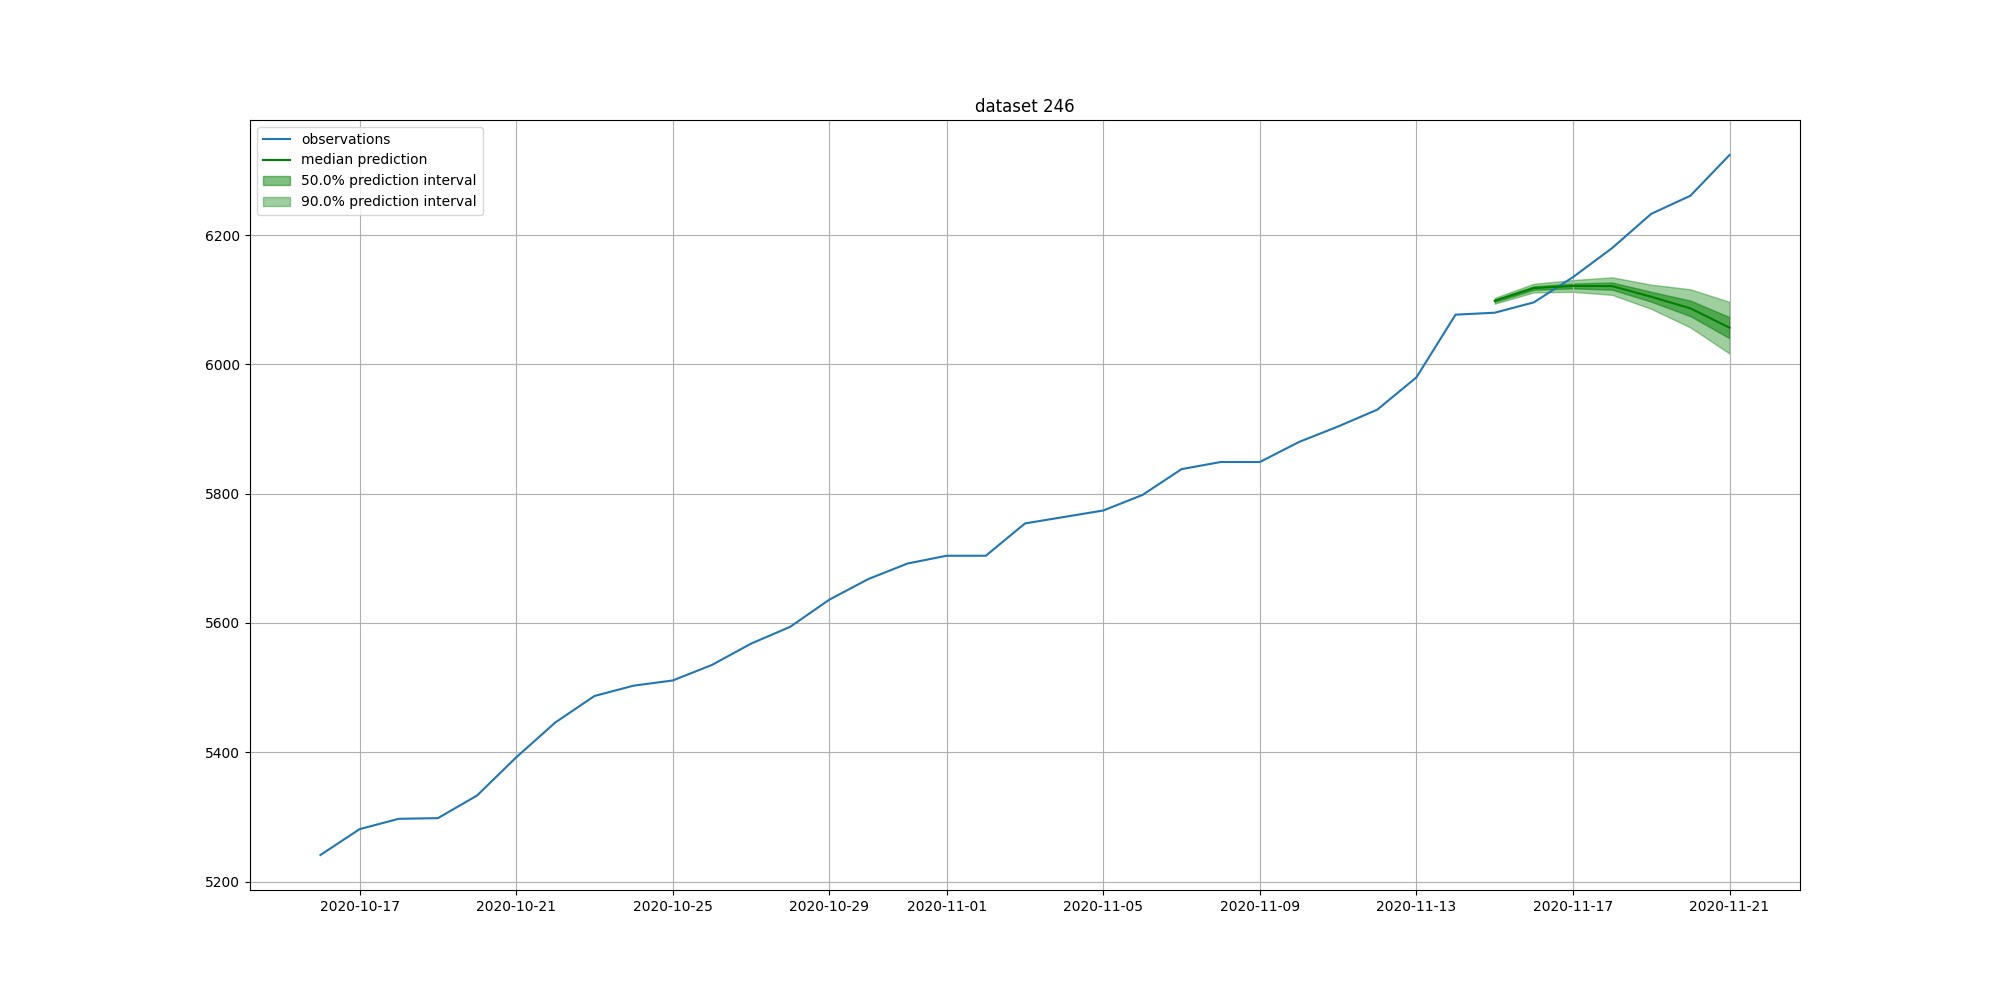 dataset 246
observations
median prediction
50.0% prediction interval
90.0% prediction interval
6200
6000
5800
5600
5400
5200
2020-10-17 2020-10-21 2020-10-25 2020-10-29 2020-11-01 2020-11-05 2020-11-09 2020-11-13 2020-11-17 2020-11-21